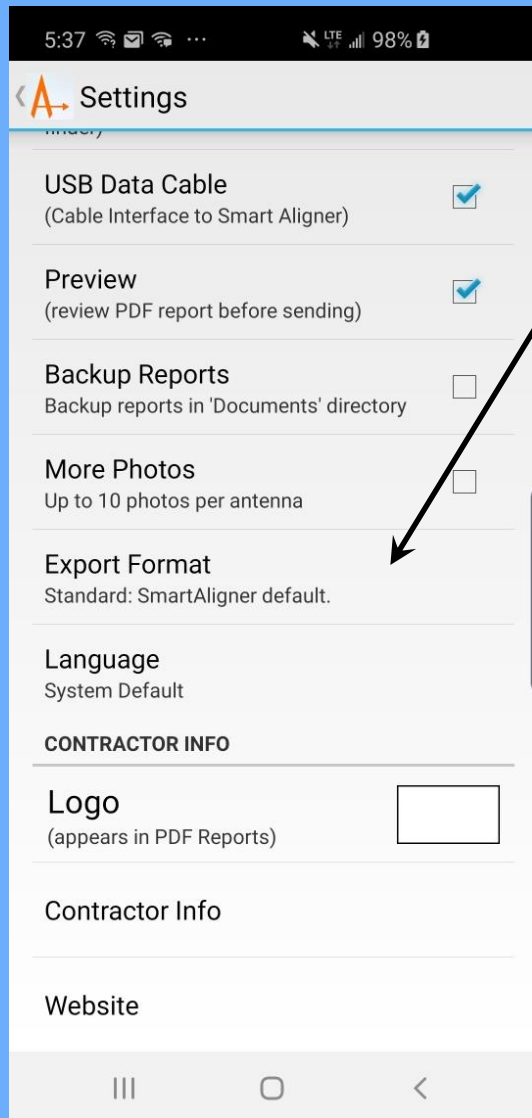 5:37 ... LTE 98%
Settings
finder)
USB Data Cable
(Cable Interface to Smart Aligner)
Preview
(review PDF report before sending)
Backup Reports
Backup reports in 'Documents' directory
More Photos
Up to 10 photos per antenna
Export Format
Standard: SmartAligner default.
Language
System Default
CONTRACTOR INFO
Logo
(appears in PDF Reports)
Contractor Info
Website